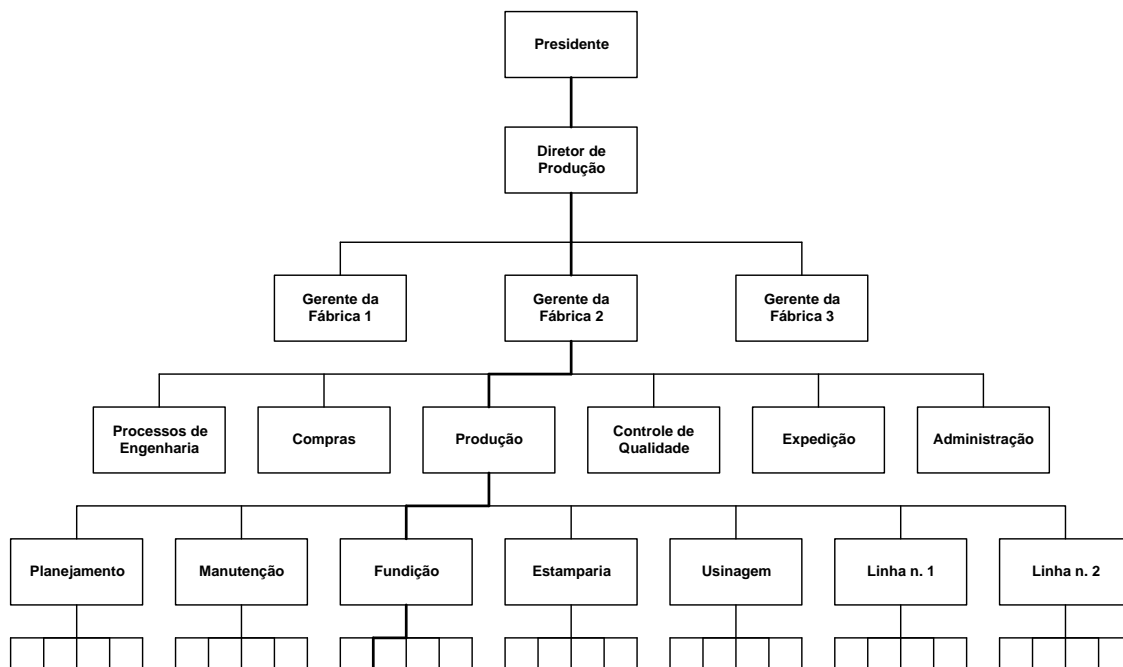 Presidente
Diretor de
Produção
Gerente da
Fábrica 1
Gerente da
Fábrica 2
Gerente da
Fábrica 3
Processos de
Engenharia
Compras
Produção
Controle de
Qualidade
Expedição
Administração
Planejamento
Manutenção
Fundição
Estamparia
Usinagem
Linha n. 1
Linha n. 2